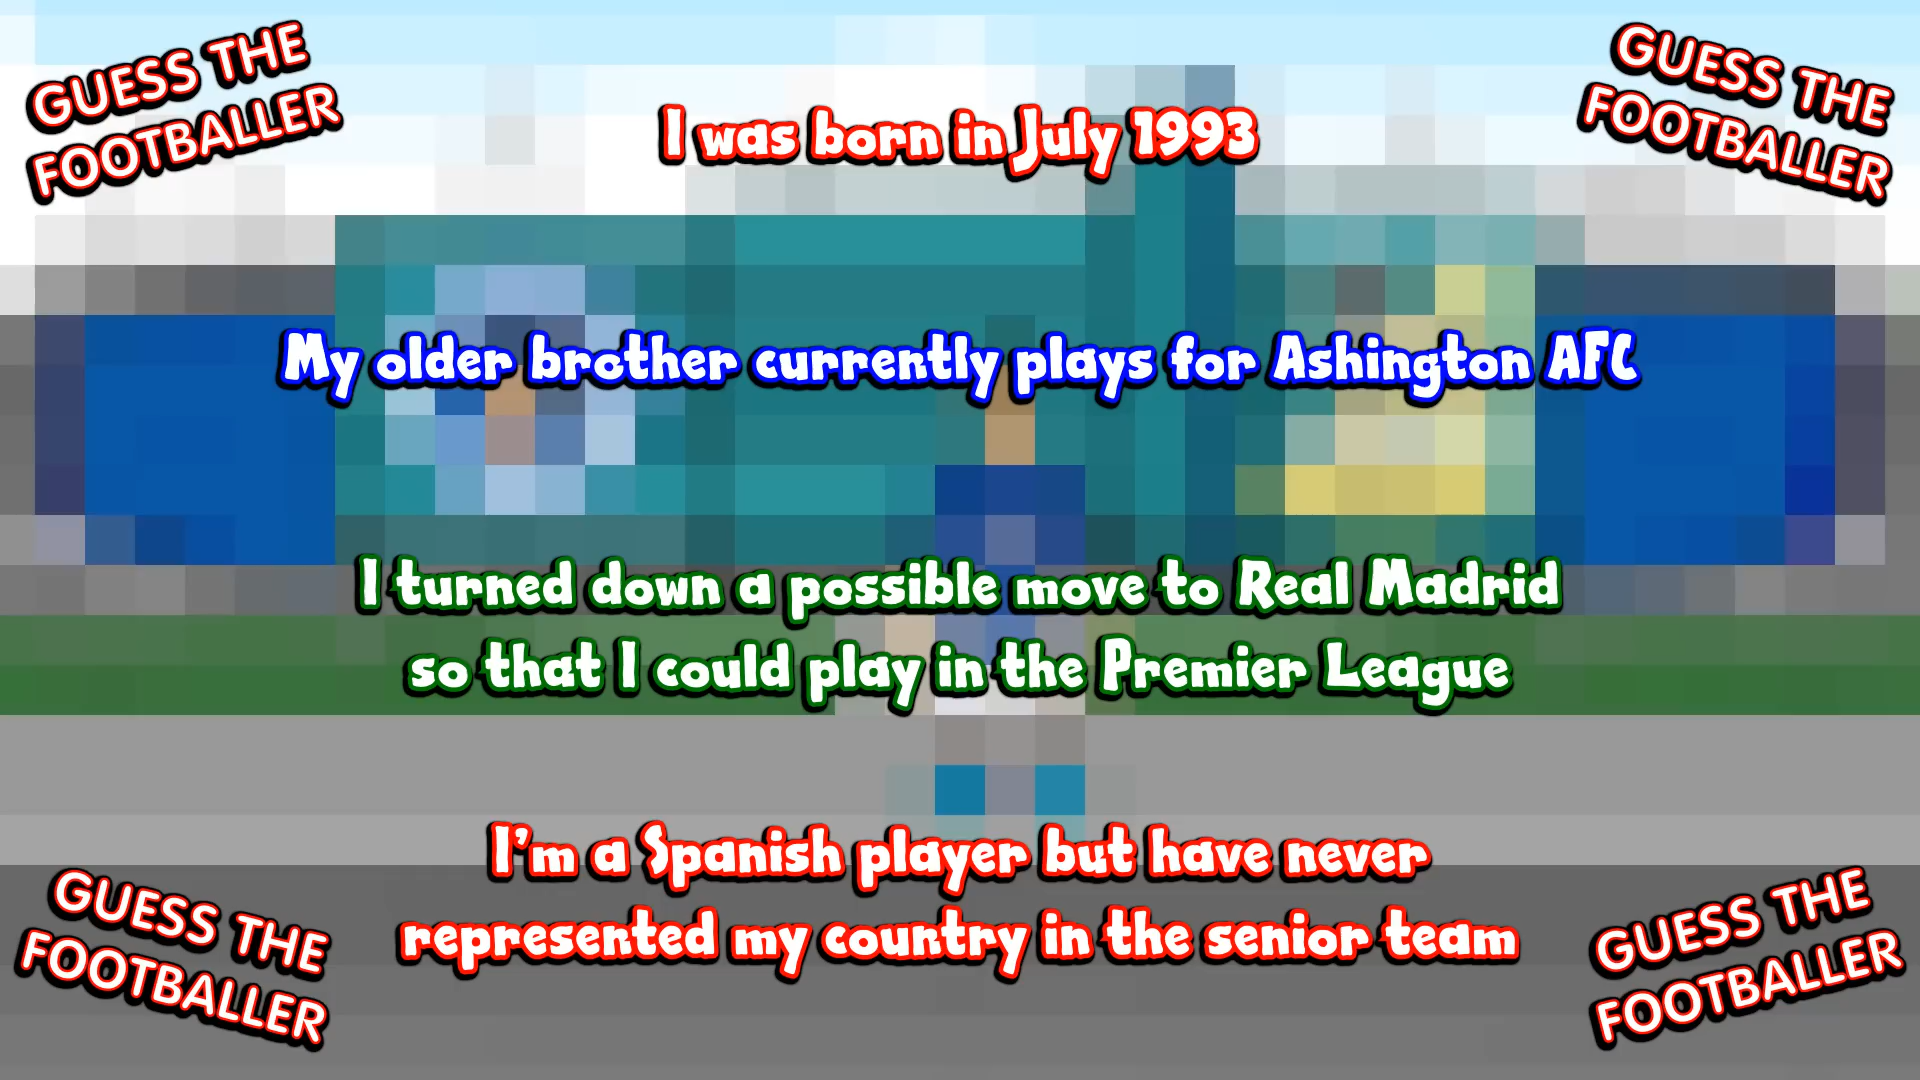 GUESS THE
FOOTBALLER
GUESS THE
FOOTBALLER
I was born in July 1993
My older brother currently plays for Ashington AFC
I turned down a possible move to Real Madrid
so that I could play in the Premier League
I'm a Spanish player but have never
represented my country in the senior team
GUESS THE
FOOTBALLER
GUESS THE
FOOTBALLER